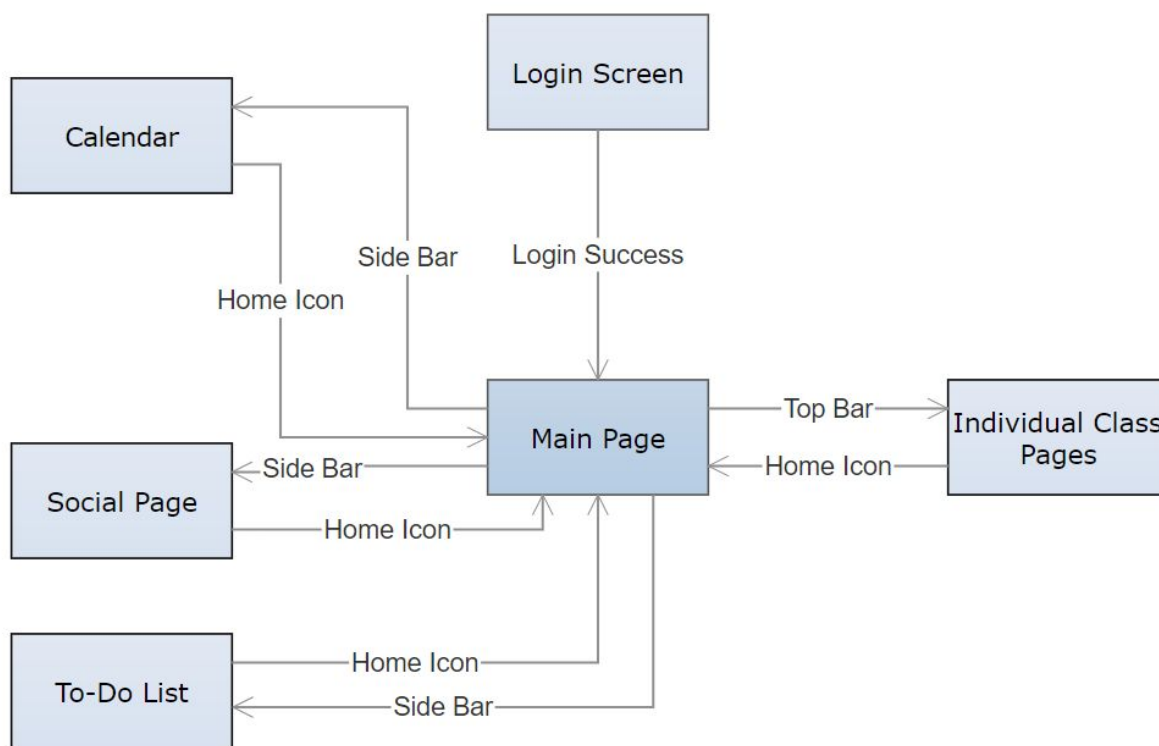 Login Screen
Calendar
Side Bar
Login Success
Home Icon
Main Page
Top Bar
Individual Class
Pages
Home Icon
Side Bar
Social Page
Home Icon
Home Icon
To-Do List
Side Bar